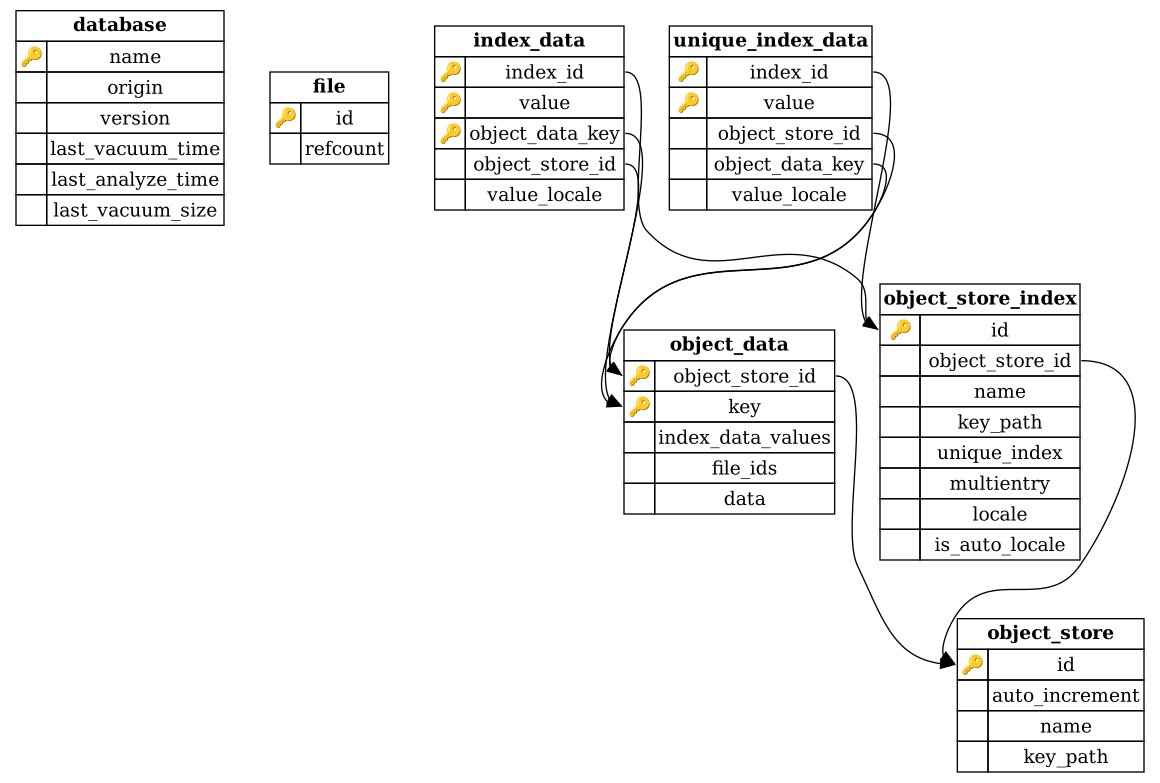 database
name
origin
version
last_vacuum_time
last_analyze_time
last_vacuum_size
file
id
refcount
index_data
index_id
value
object_data_key
object_store_id
value_locale
unique_index_data
index_id
value
object_store_id
object_data_key
value_locale
object_store_index
id
object_store_id
name
key_path
unique_index
multientry
locale
is_auto_locale
object_data
object_store_id
key
index_data_values
file_ids
data
object_store
id
auto_increment
name
key_path